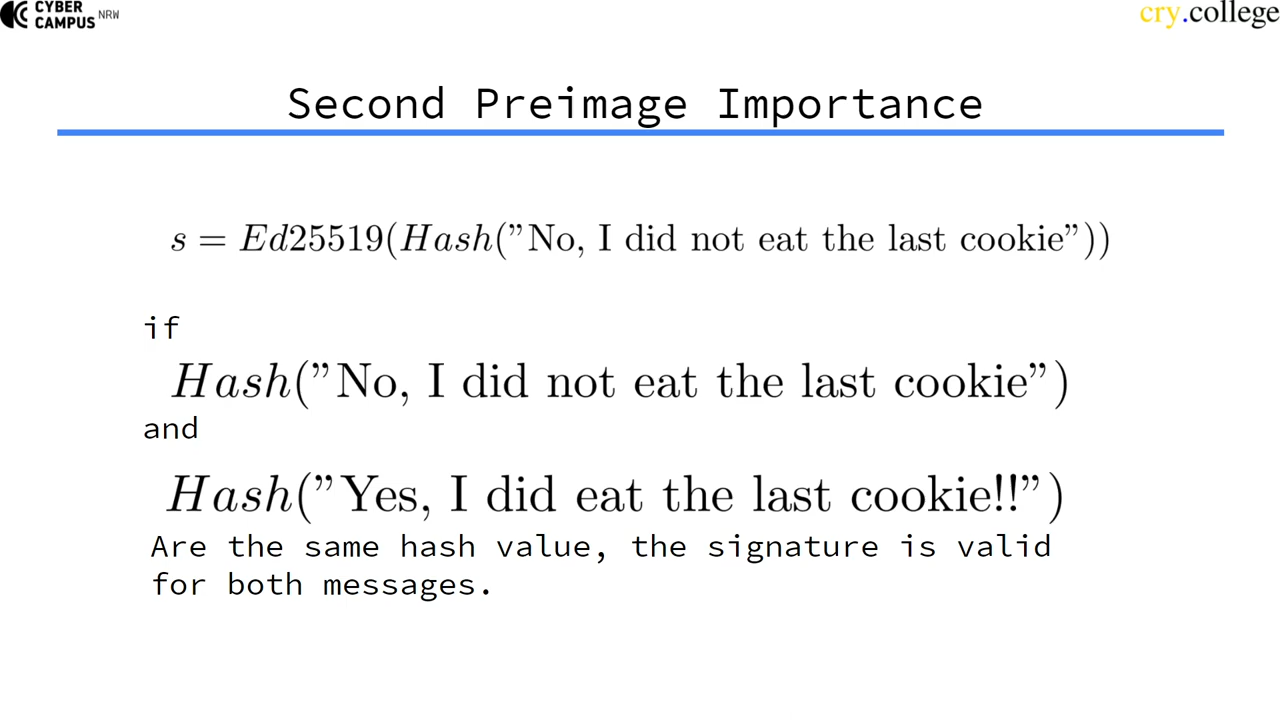 CYBER
CAMPUS NRW
cry.college
Second Preimage Importance
s = Ed25519(Hash(”No, I did not eat the last cookie”))
if
Hash(”No, I did not eat the last cookie”)
and
Hash(”Yes, I did eat the last cookie!!”)
Are the same hash value, the signature is valid
for both messages.